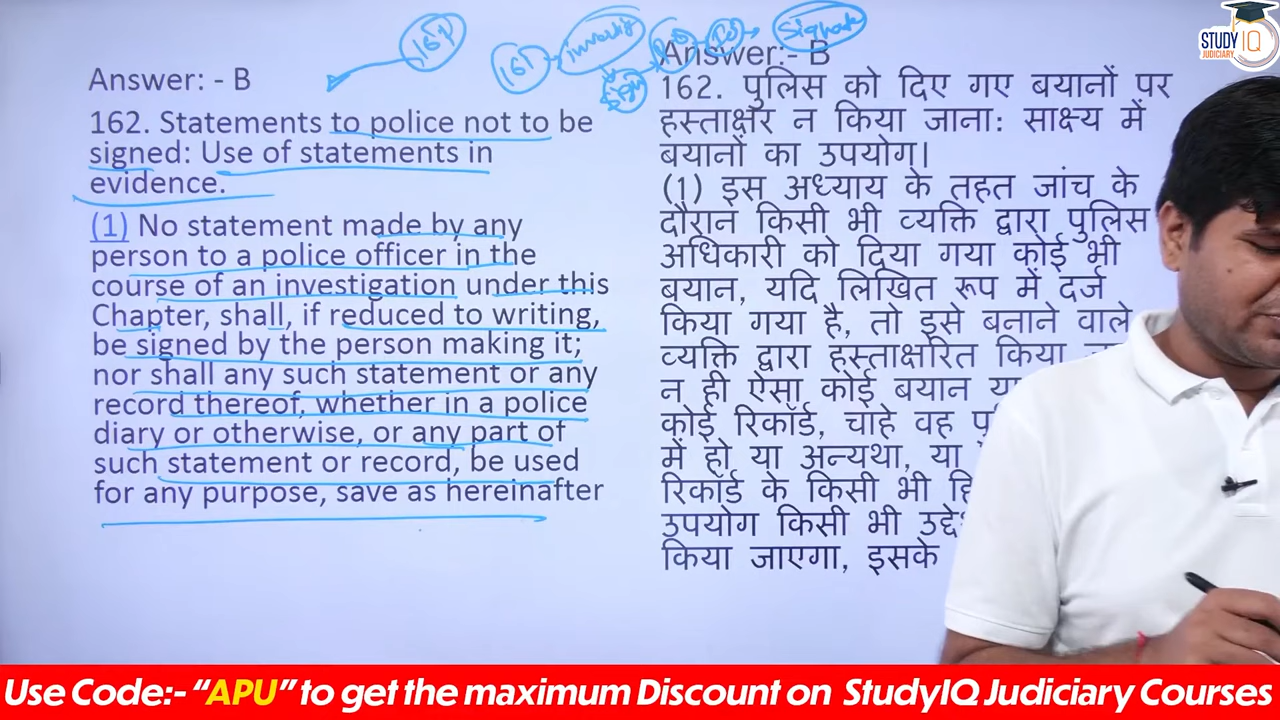 161
161
Signat
STUDY IQ
JUDICIARY
Answer: - B
162. Statements to police not to be
signed: Use of statements in
evidence.
(1) No statement made by any
person to a police officer in the
course of an investigation under this
Chapter, shall, if reduced to writing,
be signed by the person making it;
nor shall any such statement or any
record thereof, whether in a police
diary or otherwise, or any part of
such statement or record, be used
for any purpose, save as hereinafter
Answer:- B
162. पुलिस को दिए गए बयानों पर
हस्ताक्षर न किया जाना: साक्ष्य में
बयानों का उपयोग।
(1) इस अध्याय के तहत जांच के
दौरान किसी भी व्यक्ति द्वारा पुलिस
अधिकारी को दिया गया कोई भी
बयान, यदि लिखित रूप में दर्ज
किया गया है, तो इसे बनाने वाले
व्यक्ति द्वारा हस्ताक्षरित किया
न ही ऐसा कोई बयान या
कोई रिकॉर्ड, चाहे वह
में हो या अन्यथा, या
रिकॉर्ड के किसी भी
उपयोग किसी भी
किया जाएगा, इसके
Use Code:- “APU” to get the maximum Discount on StudyIQ Judiciary Courses